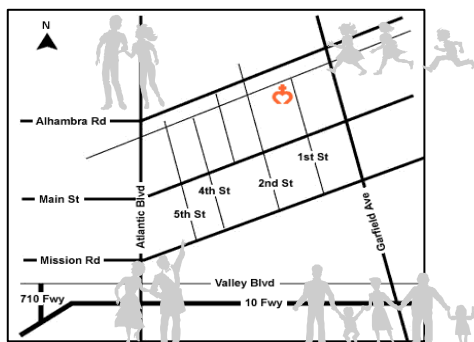 N
Alhambra Rd
1st St
4th St
2nd St
Main St
5th St
Atlantic Blvd
Garfield Ave
Mission Rd
Valley Blvd
710 Fwy
10 Fwy